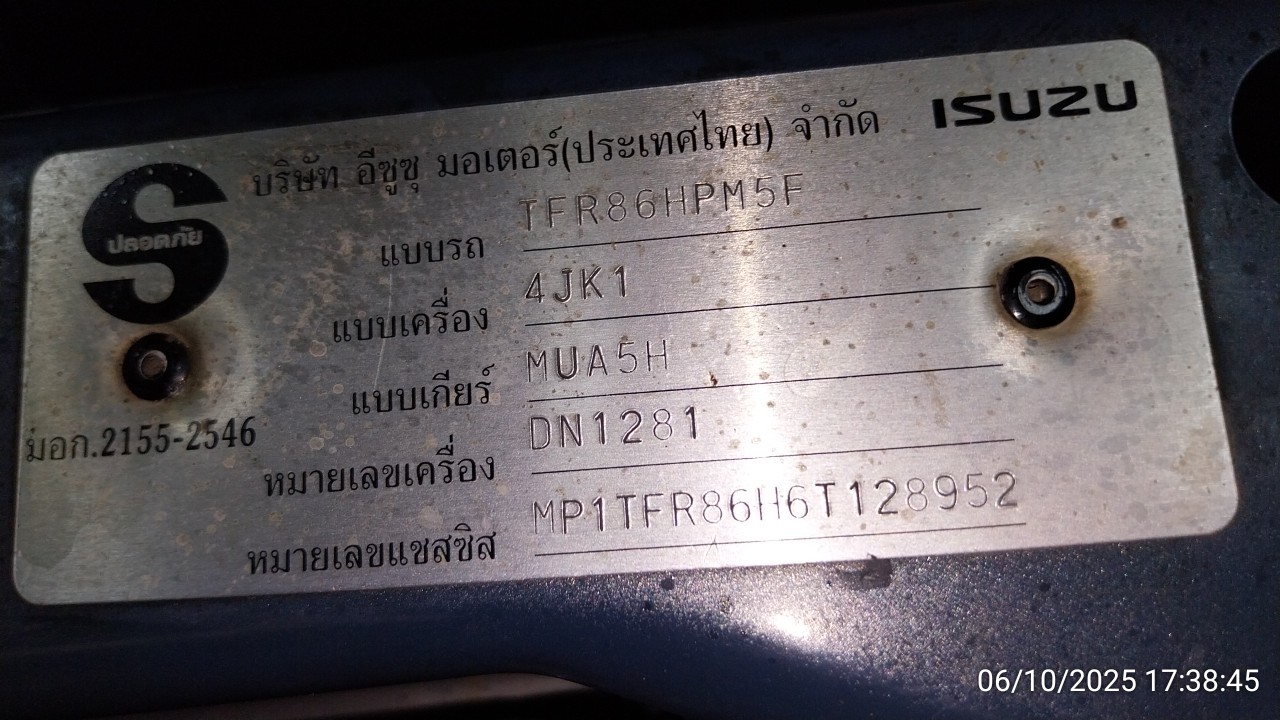 บริษัท อีซูซุ มอเตอร์(ประเทศไทย) จำกัด ISUZU
ปลอดภัย
แบบรถ TFR86HPM5F
แบบเครื่อง 4JK1
แบบเกียร์ MUA5H
มอก.2155-2546
หมายเลขเครื่อง DN1281
หมายเลขแชสซิส MP1TFR86H6T128952
06/10/2025 17:38:45